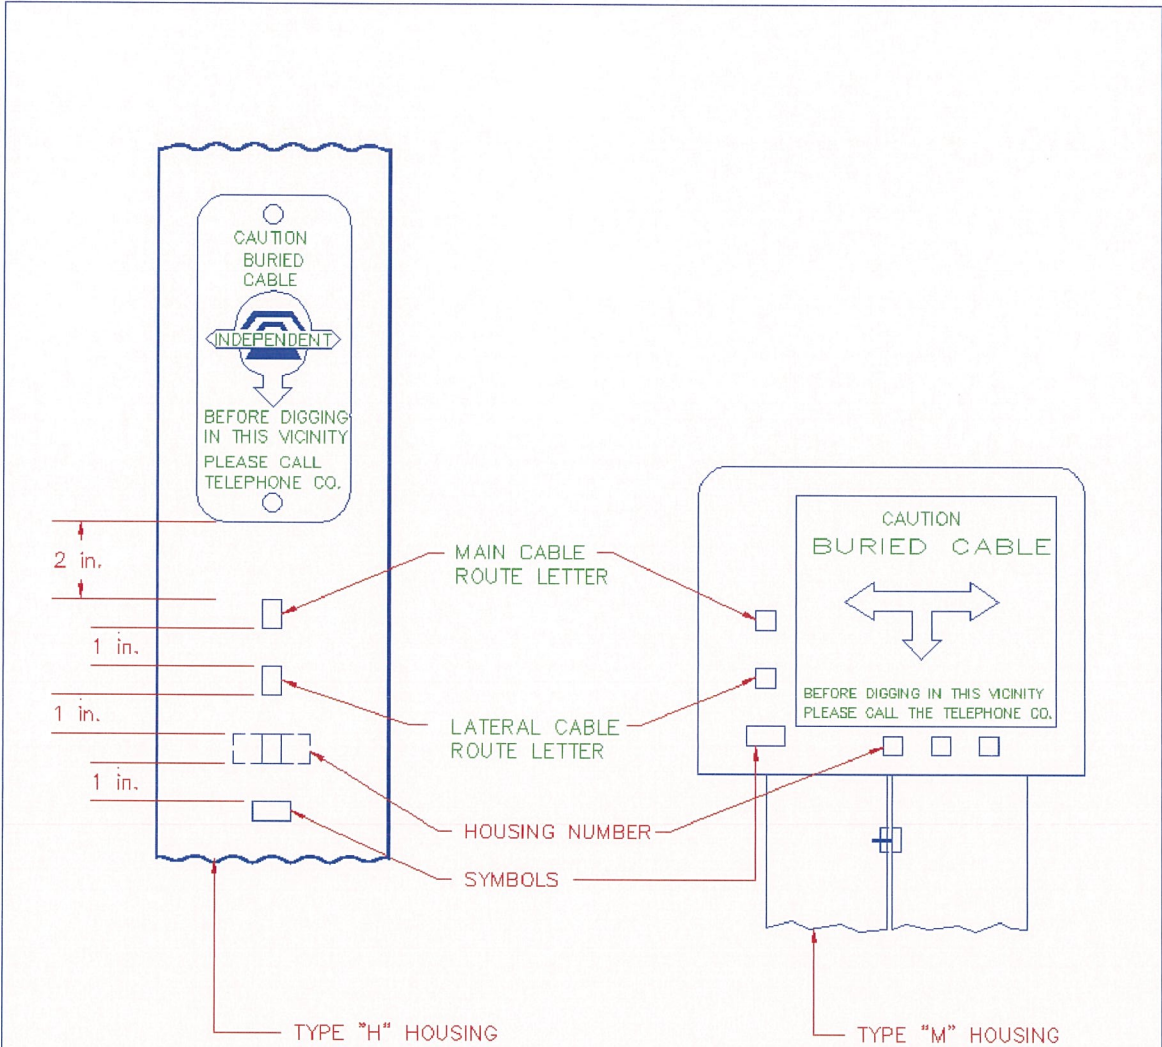 CAUTION
BURIED
CABLE
INDEPENDENT
BEFORE DIGGING
IN THIS VICINITY
PLEASE CALL
TELEPHONE CO.
2 in.
1 in.
1 in.
1 in.
MAIN CABLE
ROUTE LETTER
LATERAL CABLE
ROUTE LETTER
HOUSING NUMBER
SYMBOLS
TYPE "H" HOUSING
CAUTION
BURIED CABLE
BEFORE DIGGING IN THIS VICINITY
PLEASE CALL THE TELEPHONE CO.
TYPE "M" HOUSING